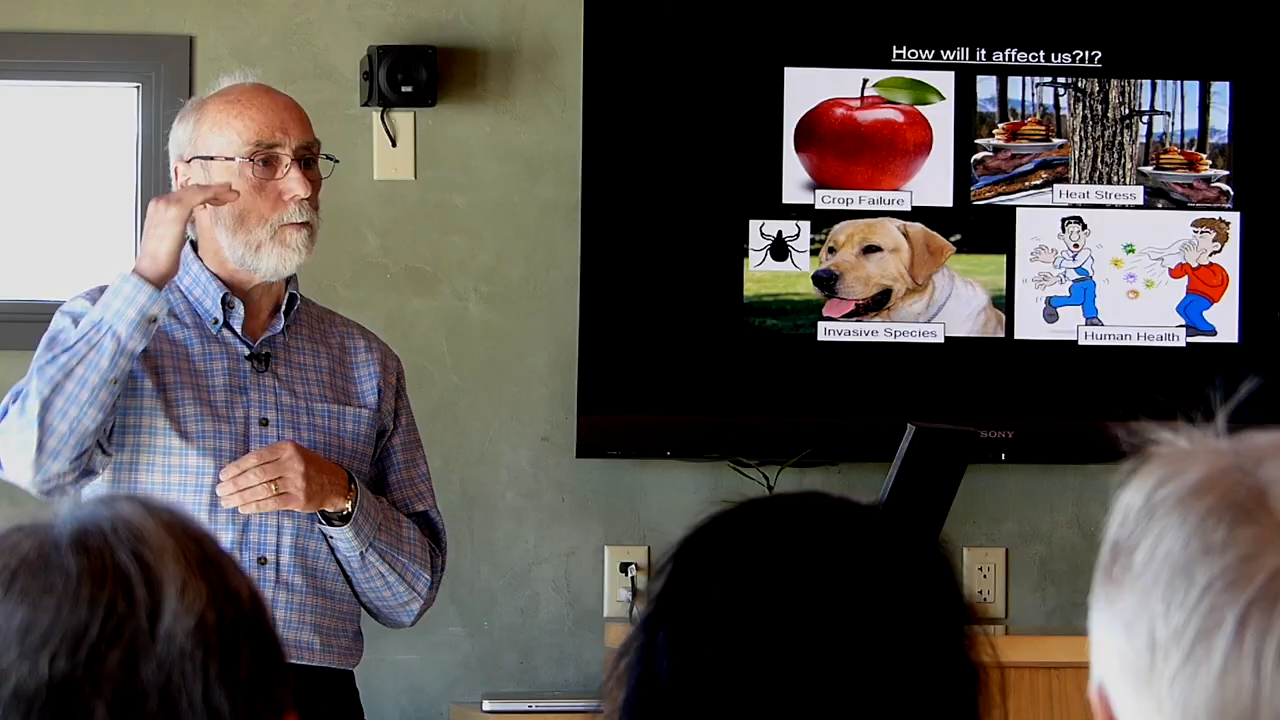 How will it affect us?!?
Crop Failure
Heat Stress
Invasive Species
Human Health
SONY